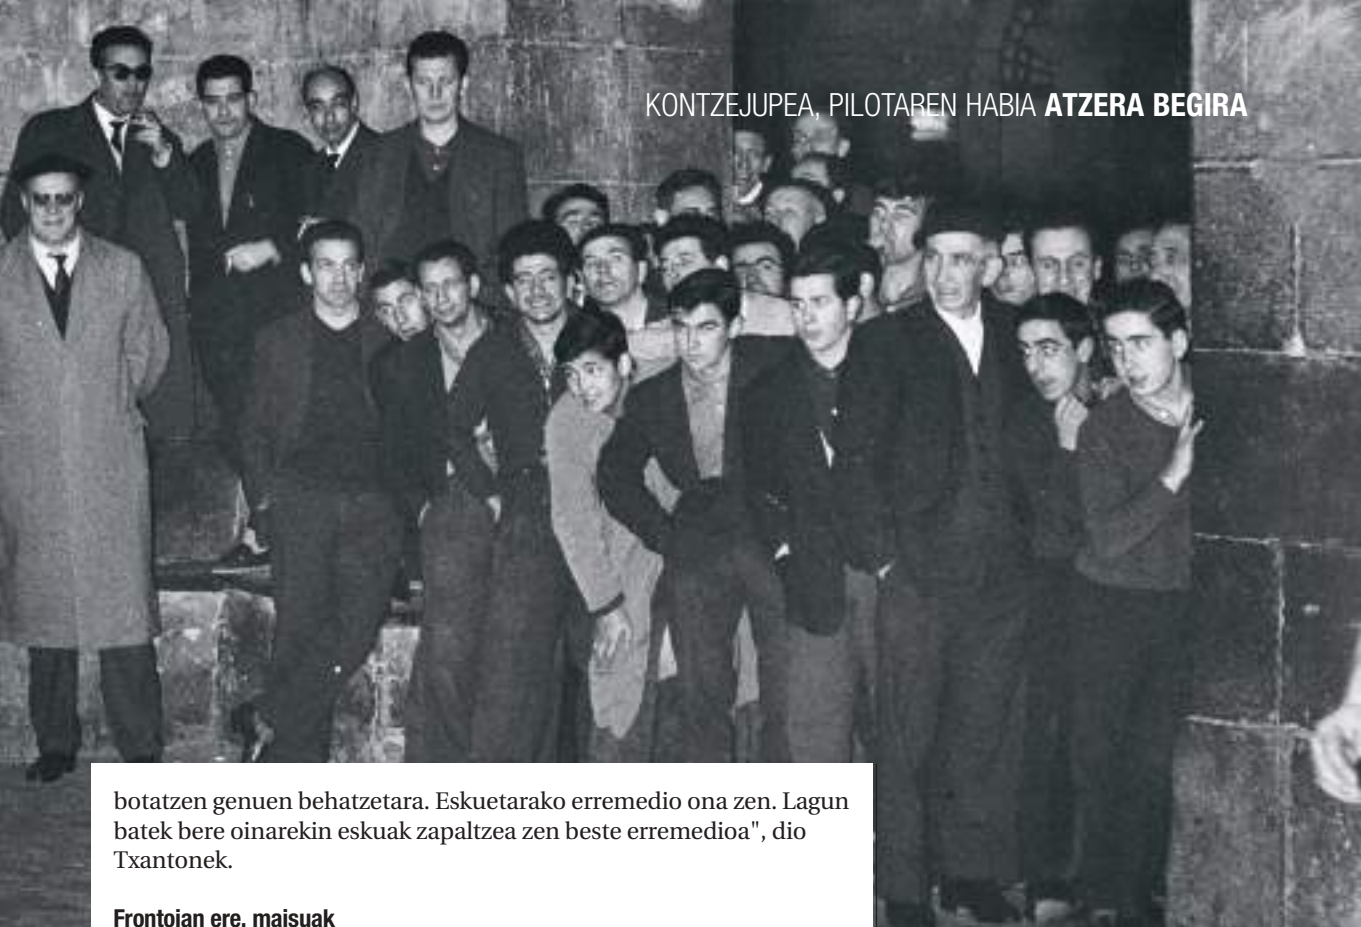 KONTZEJUPEA, PILOTAREN HABIA ATZERA BEGIRA
botatzen genuen behatzetara. Eskuetarako erremedio ona zen. Lagun
batek bere oinarekin eskuak zapaltzea zen beste erremedioa", dio
Txantonek.
Frontoian ere, maisuak